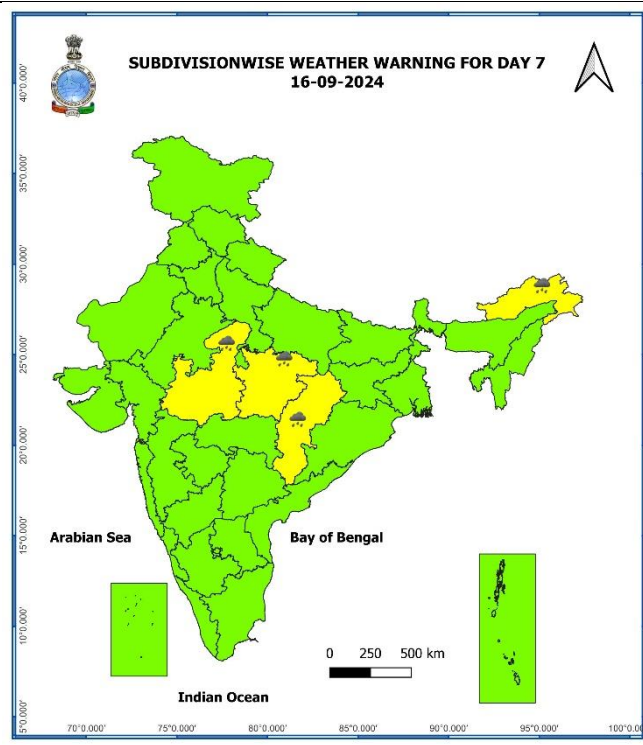 SUBDIVISIONWISE WEATHER WARNING FOR DAY 7
16-09-2024
40°0.000'
35°0.000'
30°0.000'
25°0.000'
20°0.000'
15°0.000'
10°0.000'
5°0.000'
Arabian Sea
Bay of Bengal
0 250 500 km
Indian Ocean
70°0.000' 75°0.000' 80°0.000' 85°0.000' 90°0.000' 95°0.000' 100°0.0